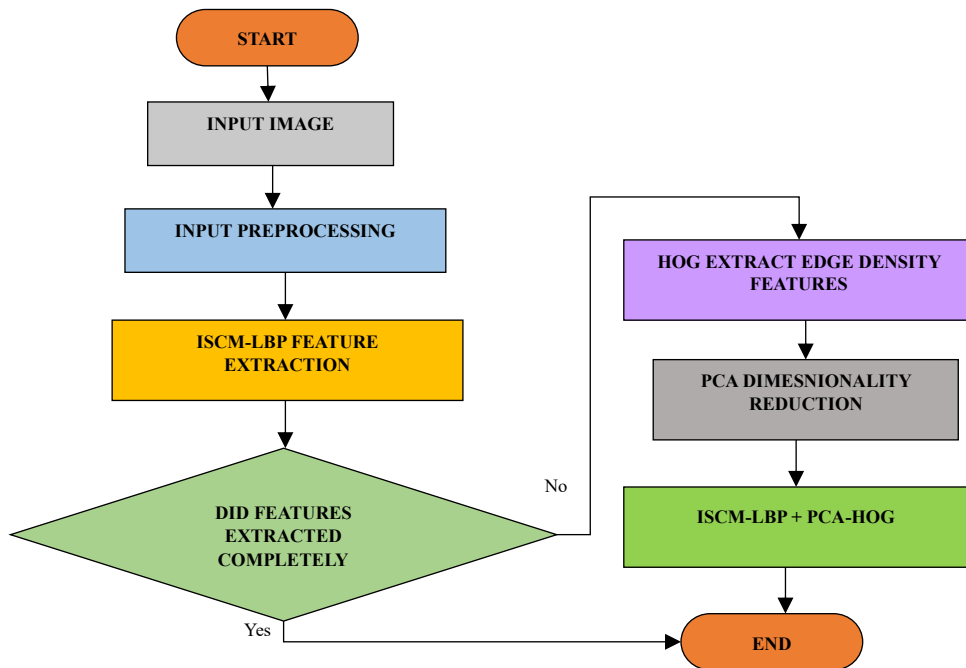 START
INPUT IMAGE
INPUT PREPROCESSING
ISCM-LBP FEATURE
EXTRACTION
DID FEATURES
EXTRACTED
COMPLETELY
No
Yes
HOG EXTRACT EDGE DENSITY
FEATURES
PCA DIMESNIONALITY
REDUCTION
ISCM-LBP + PCA-HOG
END